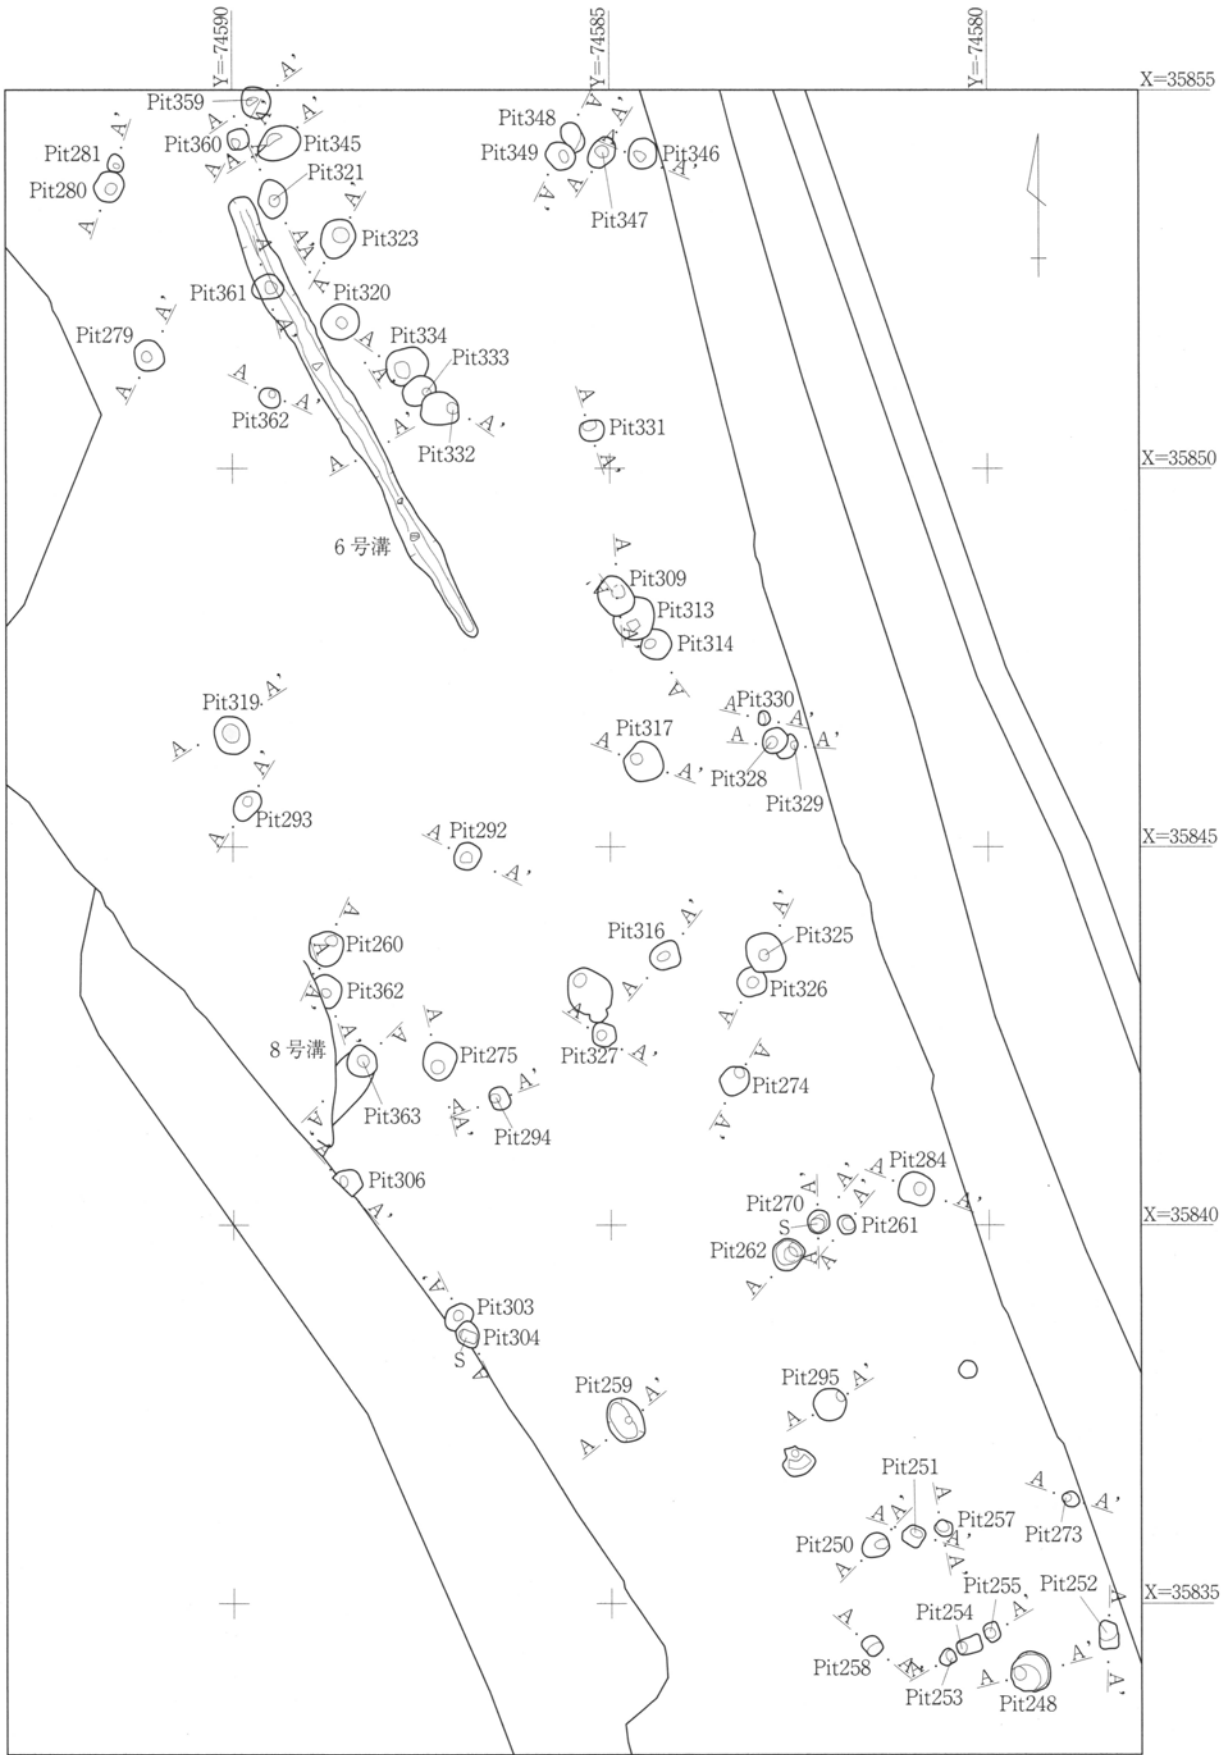 Y=-74590
Y=-74585
Y=-74580
X=35855
Pit359
A
A'
Pit360
A
A'
Pit345
A
A'
Pit281
A'
Pit280
A
Pit321
A
A'
Pit348
Pit349
A
A'
Pit347
A
A'
Pit346
A
A'
Pit323
A
A'
Pit361
A
A'
Pit320
A
A'
Pit279
A
A'
Pit334
A
Pit333
Pit332
A'
Pit362
A
A'
A
A'
Pit331
A
A'
X=35850
6号溝
Pit309
A
A'
Pit313
A
Pit314
A
Pit319
A
A'
Pit330
A
A'
Pit317
A
A'
Pit328
A
A'
Pit329
Pit293
A
A'
Pit292
A
A'
X=35845
Pit260
A
A
Pit316
A
A'
Pit325
A'
Pit326
A
Pit362
A'
A'
8号溝
Pit363
A
A'
Pit275
A
A'
Pit327
A
A'
Pit274
A
A'
Pit294
A
A'
Pit306
A
A'
Pit284
A
A'
Pit270
A'
S
A
Pit261
A'
A
Pit262
A
A'
X=35840
Pit303
A'
Pit304
S
A
Pit259
A
A'
Pit295
A
A'
Pit251
A
A'
Pit257
A
A'
Pit273
A
A'
Pit250
A
A'
Pit255
A'
Pit252
A
A'
X=35835
Pit254
Pit258
A
A'
Pit253
A
Pit248
A
A'